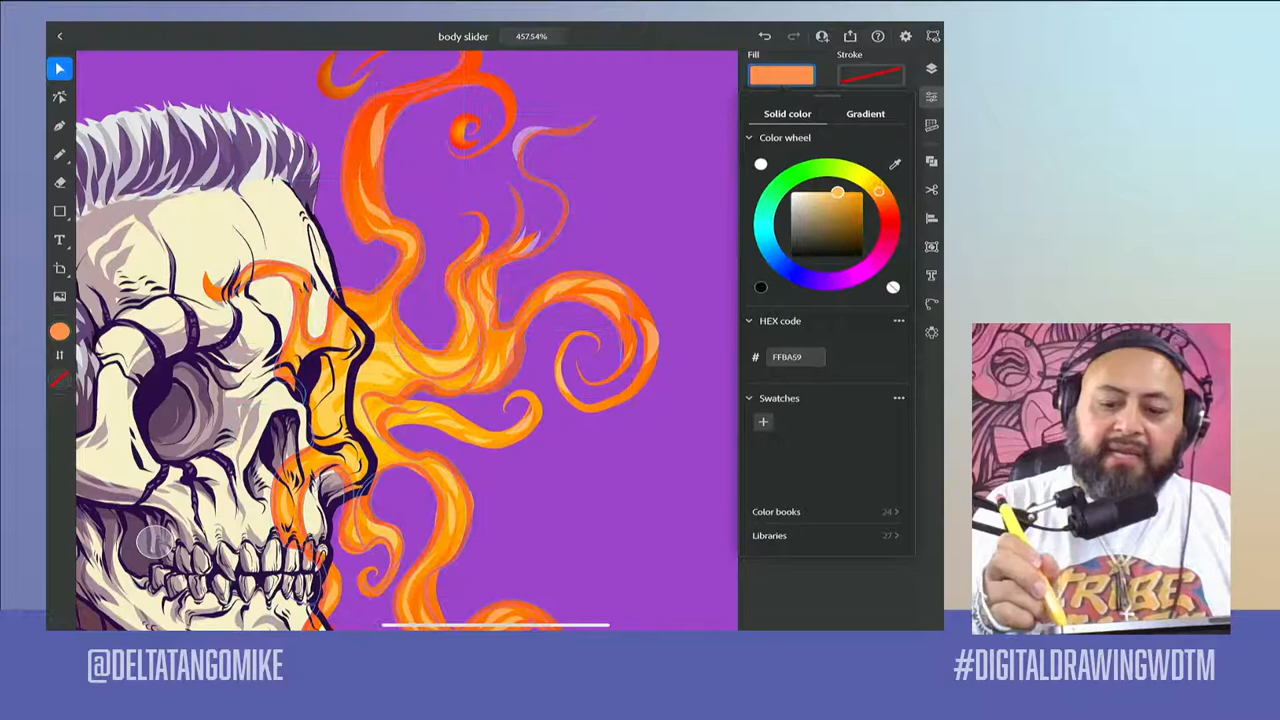 body slider
457.54%
Fill
Stroke
Solid color
Gradient
Color wheel
HEX code
# FFBA59
Swatches
Color books
24
Libraries
27
TRIBE
@DELTATANGOMIKE
#DIGITALDRAWINGWDTM